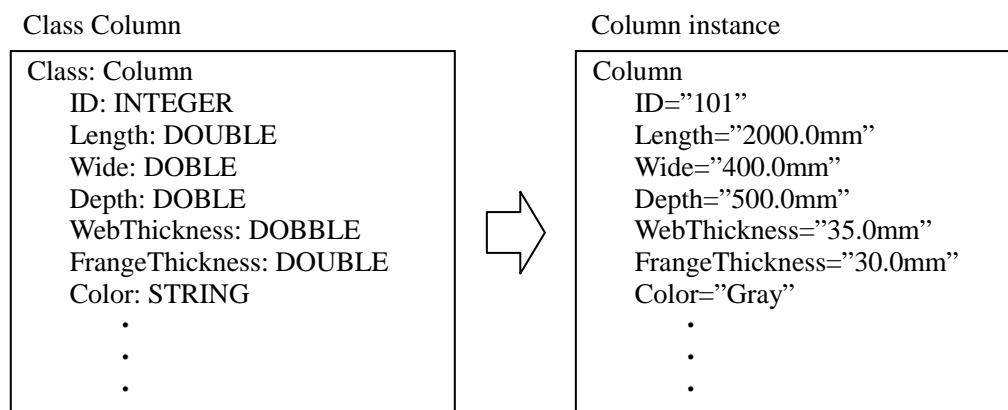 Class Column
Class: Column
ID: INTEGER
Length: DOUBLE
Wide: DOBLE
Depth: DOBLE
WebThickness: DOBBLE
FrangeThickness: DOUBLE
Color: STRING
・
・
・
Column instance
Column
ID=”101”
Length=”2000.0mm”
Wide=”400.0mm”
Depth=”500.0mm”
WebThickness=”35.0mm”
FrangeThickness=”30.0mm”
Color=”Gray”
・
・
・